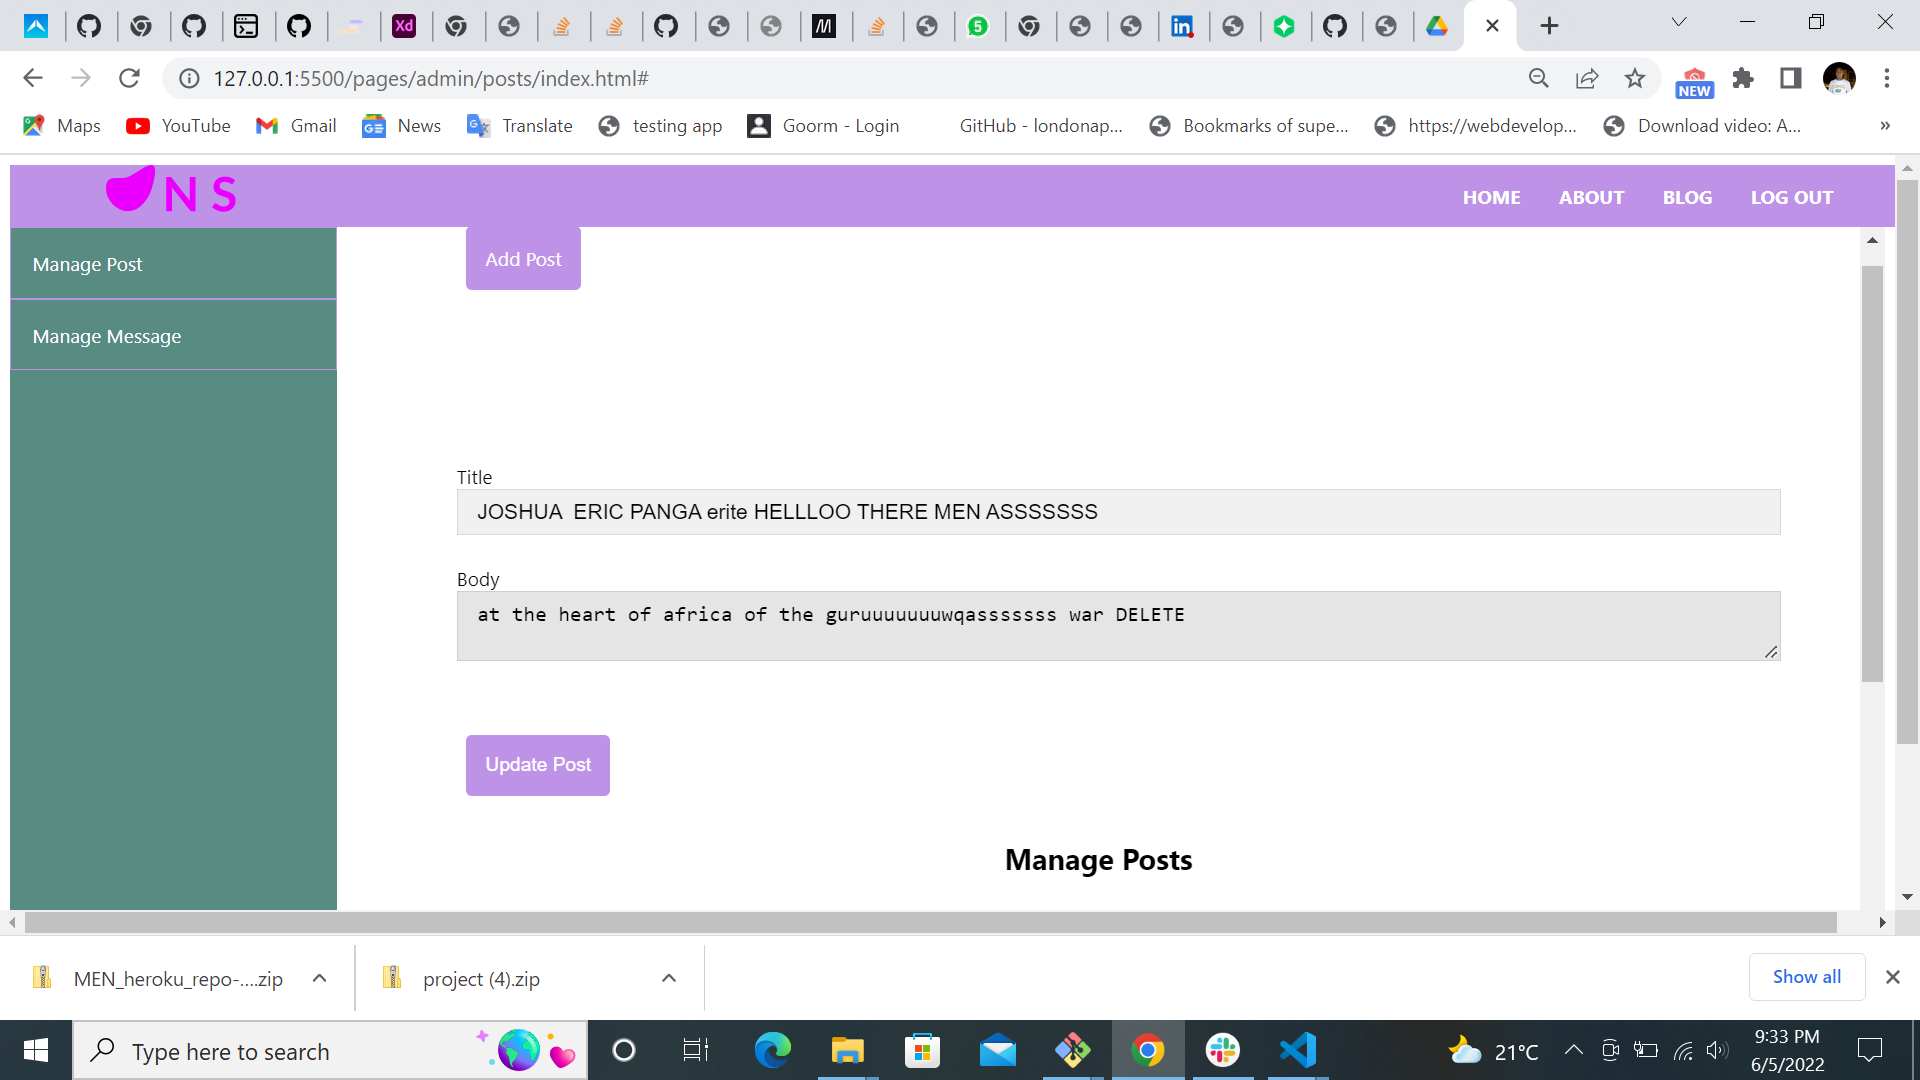 Xd
5
127.0.0.1:5500/pages/admin/posts/index.html#
NEW
Maps
YouTube
Gmail
News
Translate
testing app
Goorm - Login
GitHub - londonap...
Bookmarks of supe...
https://webdevelop...
Download video: A...
»
N S
HOME
ABOUT
BLOG
LOG OUT
Manage Post
Manage Message
Add Post
Title
JOSHUA  ERIC PANGA erite HELLLOO THERE MEN ASSSSSSS
Body
at the heart of africa of the guruuuuuuuwqasssssss war DELETE
Update Post
Manage Posts
MEN_heroku_repo-....zip
project (4).zip
Show all
Type here to search
21°C
9:33 PM
6/5/2022